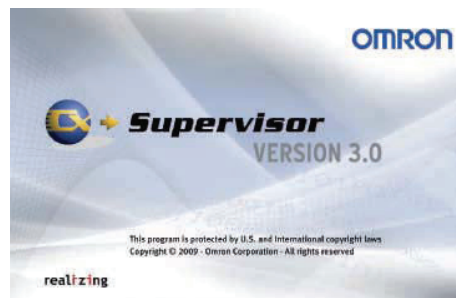 OMRON
CX Supervisor
VERSION 3.0
This program is protected by U.S. and International copyright laws
Copyright © 2009 - Omron Corporation - All rights reserved
realizing